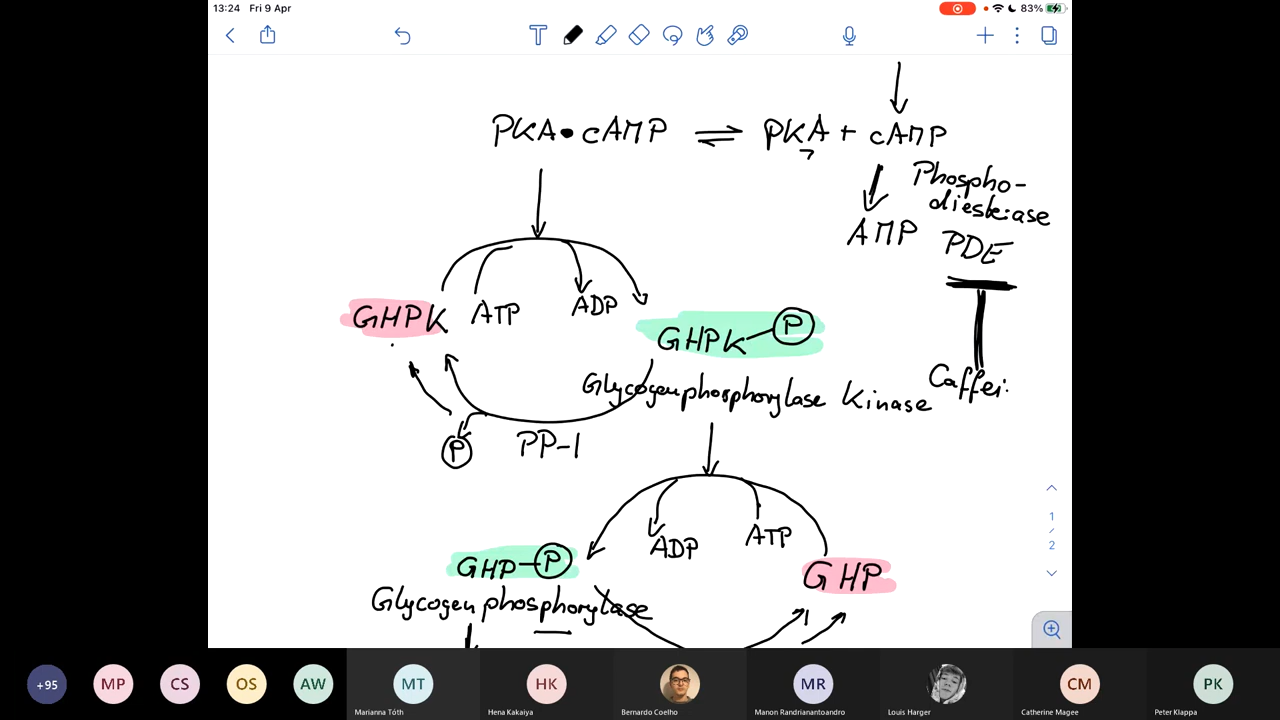 13:24 Fri 9 Apr
83%
T
PKA•cAMP ⇌ PKA + cAMP
Phospho-
diesterase
AMP PDE
GHPK ATP ADP GHPK-P
Glycogen phosphorylase kinase
Caffei
P PP-1
ADP ATP
GHP-P GHP
Glycogen phosphorylase
1
/
2
+95 MP CS OS AW MT HK MR CM PK
Marianna Tóth Hena Kakaiya Bernardo Coelho Manon Randrianantoandro Louis Harger Catherine Magee Peter Klappa